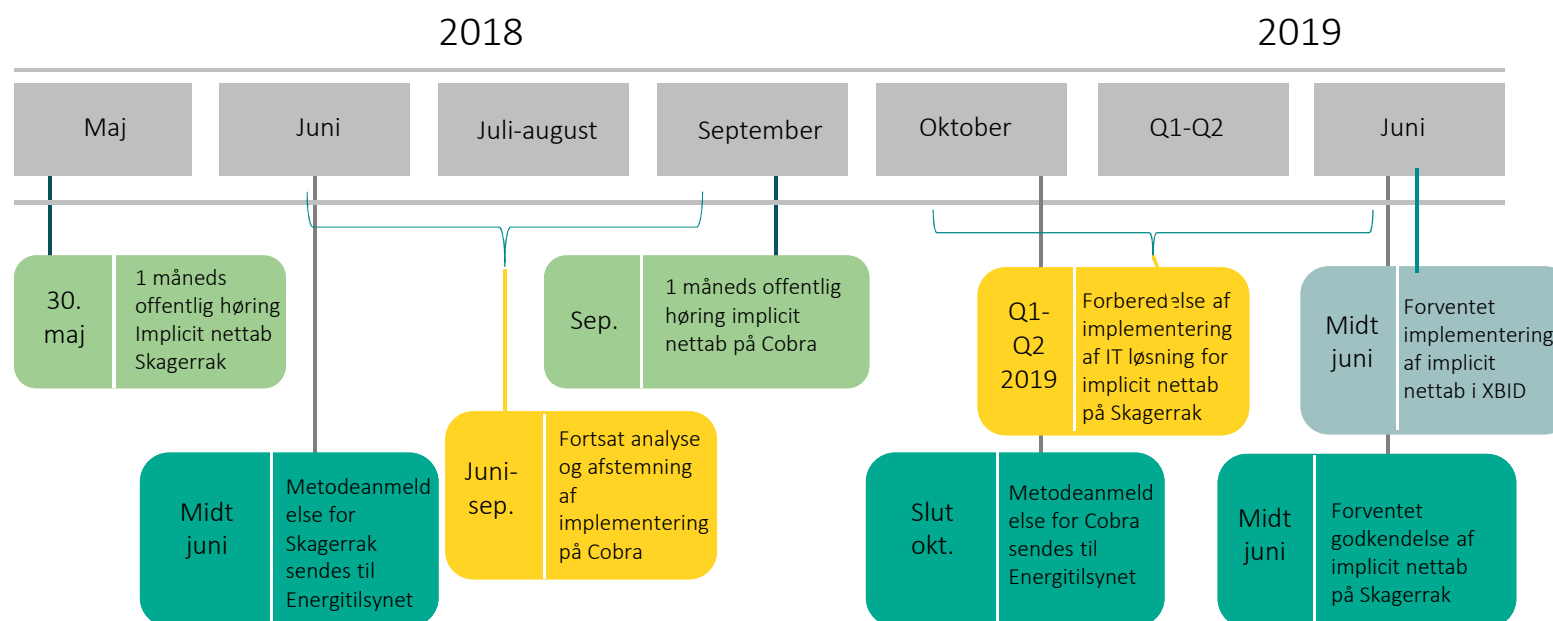 2018
2019
Maj
Juni
Juli-august
September
Oktober
Q1-Q2
Juni
30.
maj
1 måneds
offentlig høring
Implicit nettab
Skagerrak
Midt
juni
Metodeanmeld
else for
Skagerrak
sendes til
Energitilsynet
Juni-
sep.
Fortsat analyse
og afstemning
af
implementering
på Cobra
Sep.
1 måneds offentlig
høring implicit
nettab på Cobra
Q1-
Q2
2019
Forberedelse af
implementering
af IT løsning for
implicit nettab
på Skagerrak
Slut
okt.
Metodeanmeld
else for Cobra
sendes til
Energitilsynet
Midt
juni
Forventet
implementering
af implicit
nettab i XBID
Midt
juni
Forventet
godkendelse af
implicit nettab
på Skagerrak